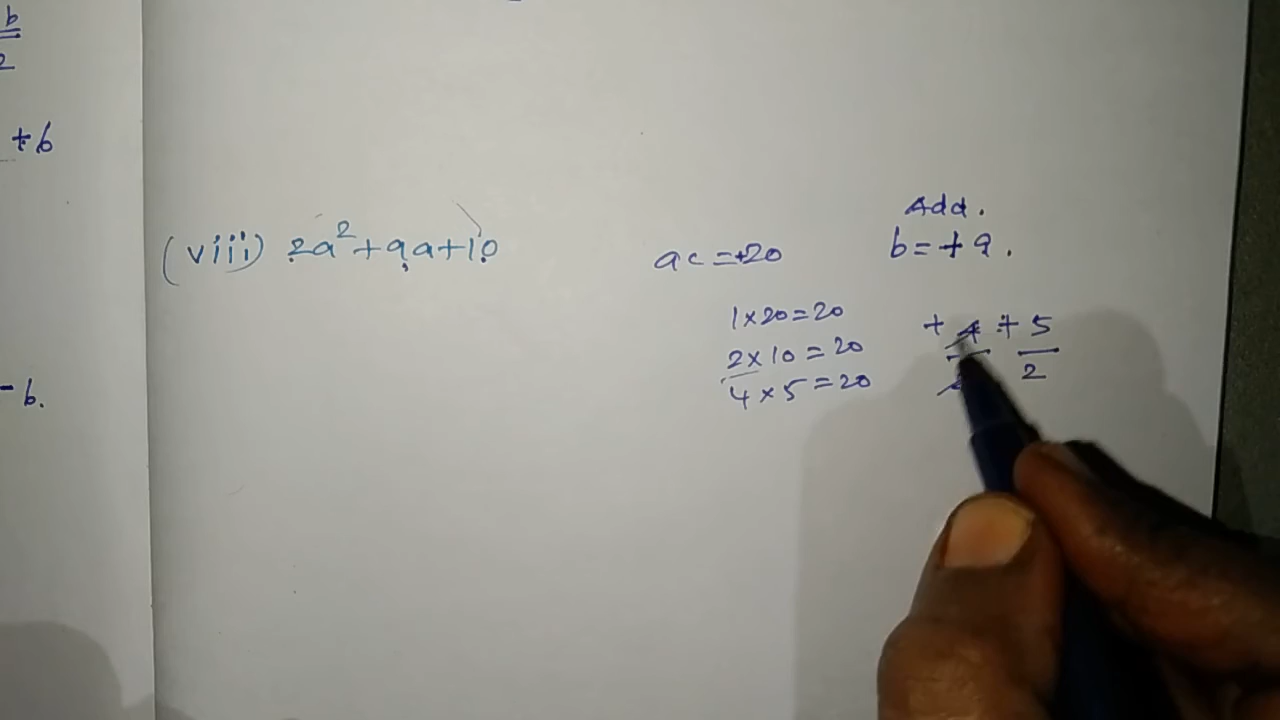 b
2
+b
-b.
(viii) 2a²+9a+10
ac=+20
1×20=20
2×10=20
4×5=20
Add.
b=+9.
+4 +5
2